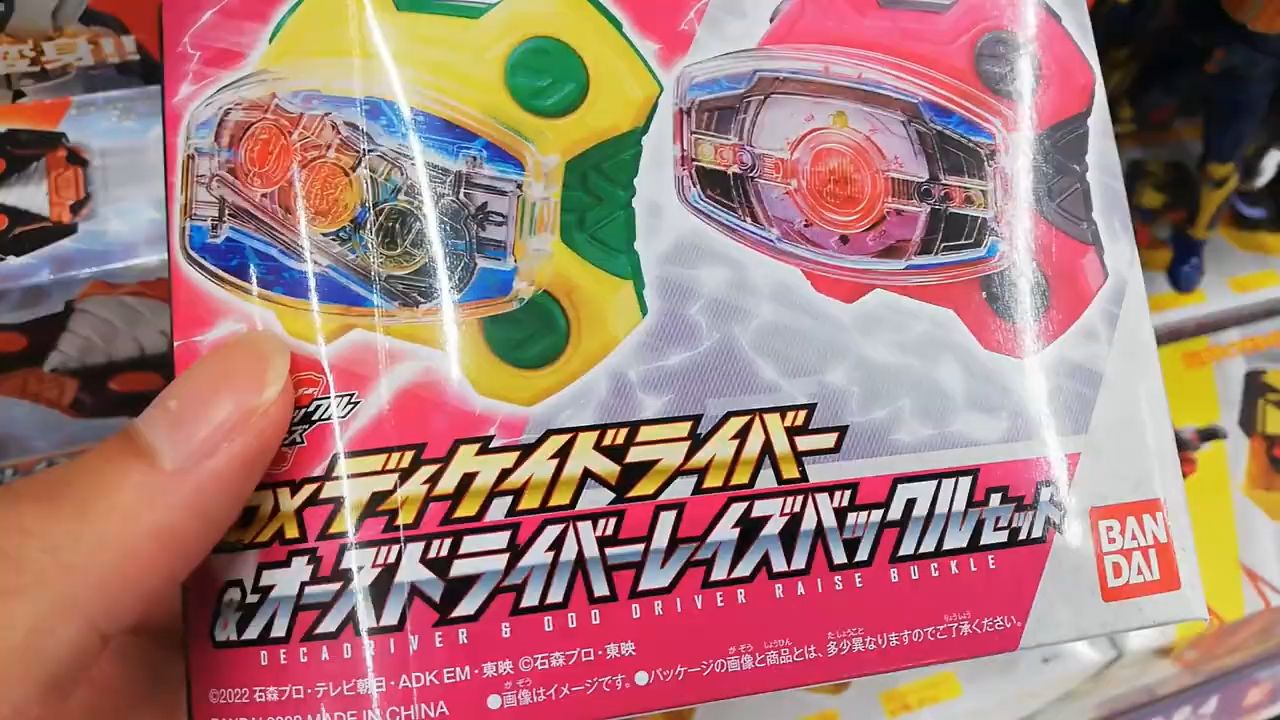 変身!!
DXディケイドライバー
&オーズドライバーレイズバックルセット
DECADRIVER & OOO DRIVER RAISE BUCKLE
BAN
DAI
©2022 石森プロ・テレビ朝日・ADK EM・東映 ©石森プロ・東映
●画像はイメージです。●パッケージの画像と商品とは、多少異なりますのでご了承ください。
MADE IN CHINA